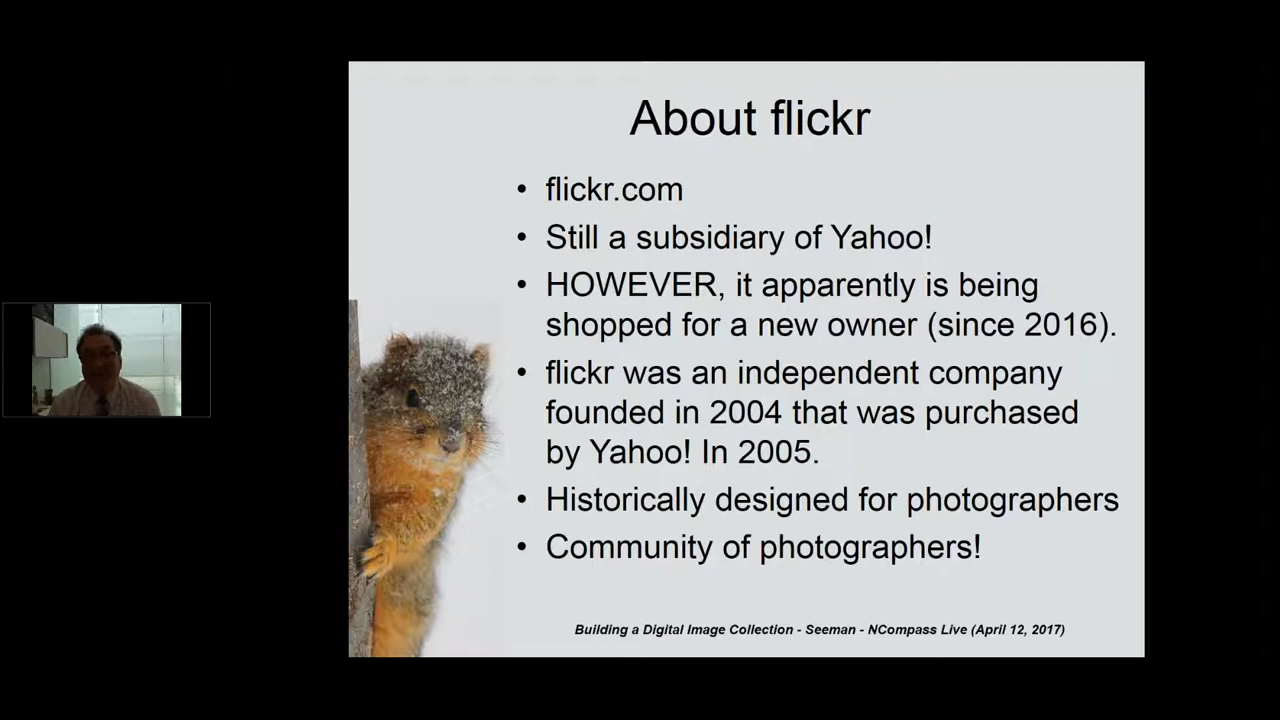 About flickr
• flickr.com
• Still a subsidiary of Yahoo!
• HOWEVER, it apparently is being
shopped for a new owner (since 2016).
• flickr was an independent company
founded in 2004 that was purchased
by Yahoo! In 2005.
• Historically designed for photographers
• Community of photographers!
Building a Digital Image Collection - Seeman - NCompass Live (April 12, 2017)